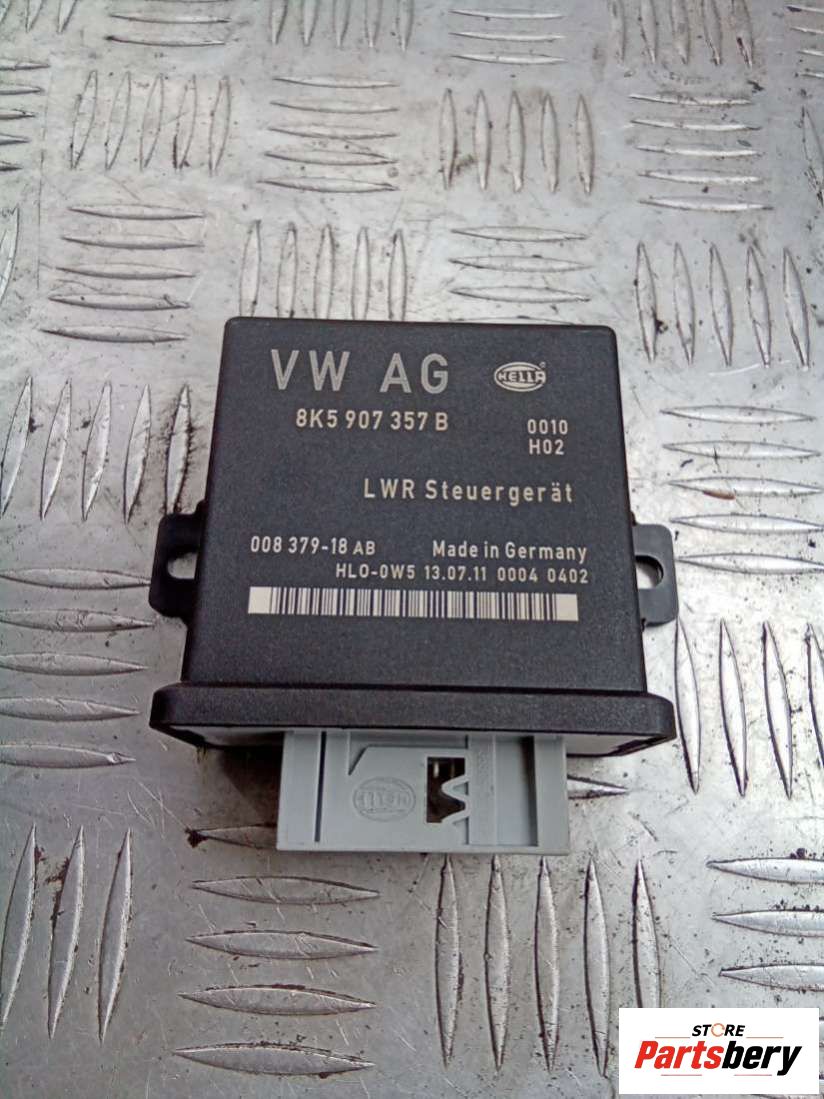 VW AG HELLA ®
8K5 907 357 B 0010
H02
LWR Steuergerät
008 379-18 AB Made in Germany
HLO-0W5 13.07.11 0004 0402
HELLA
STORE
Partsbery